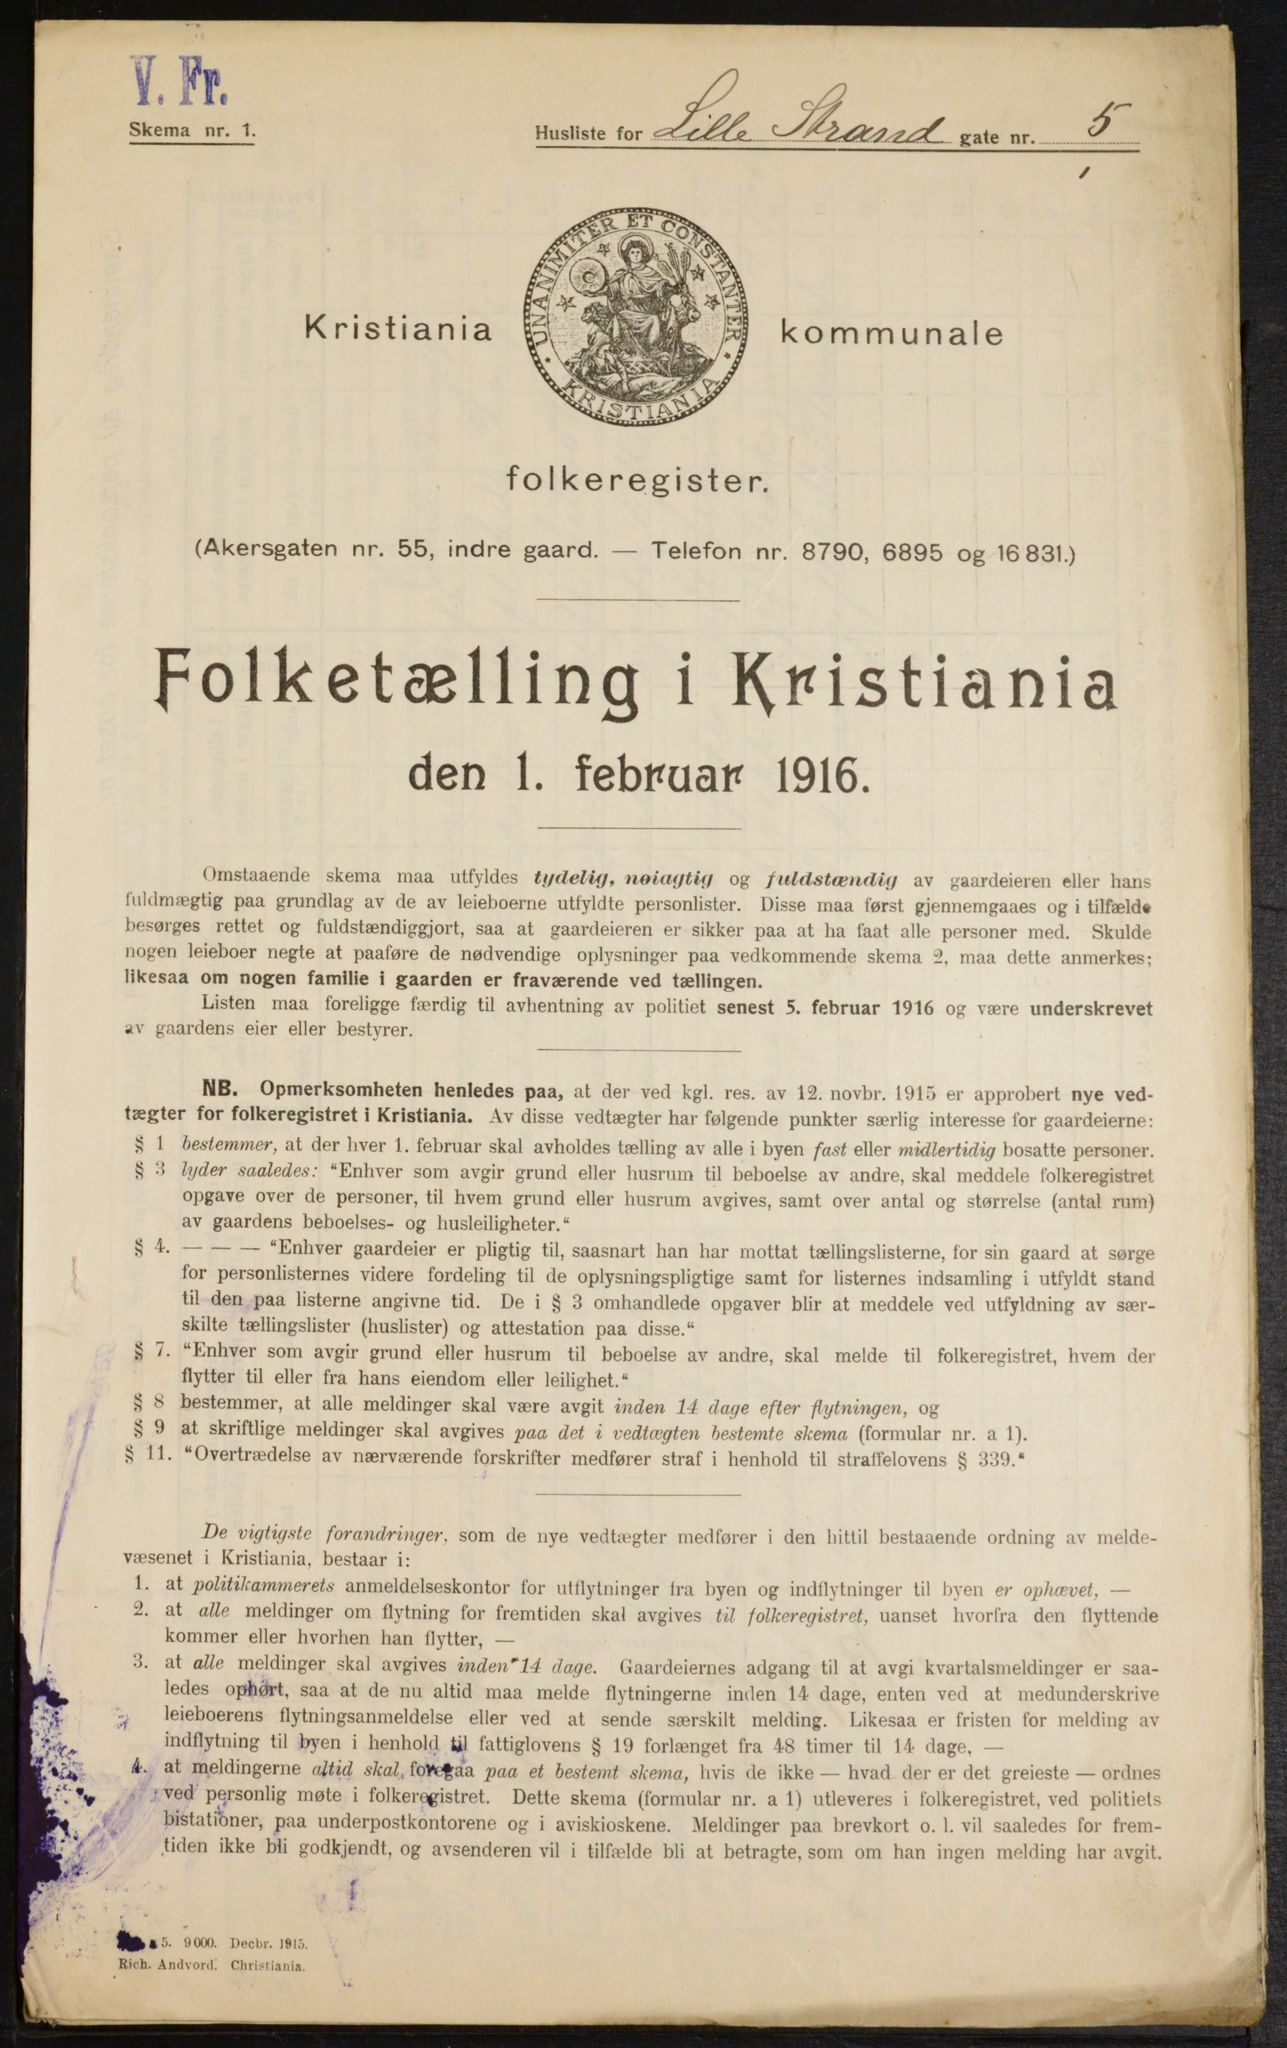 V. Fr.
Skema nr. 1.
Husliste for Lille Strand gate nr. 5
UNANIMITER ET CONSTANTER
KRISTIANIA
Kristiania kommunale
folkeregister.
(Akersgaten nr. 55, indre gaard. — Telefon nr. 8790, 6895 og 16 831.)
Folketælling i Kristiania
den 1. februar 1916.
Omstaaende skema maa utfyldes tydelig, nøiagtig og fuldstændig av gaardeieren eller hans
fuldmægtig paa grundlag av de av leieboerne utfyldte personlister. Disse maa først gjennemgaaes og i tilfælde
besørges rettet og fuldstændiggjort, saa at gaardeieren er sikker paa at ha faat alle personer med. Skulde
nogen leieboer negte at paaføre de nødvendige oplysninger paa vedkommende skema 2, maa dette anmerkes;
likesaa om nogen familie i gaarden er fraværende ved tællingen.
Listen maa foreligge færdig til avhentning av politiet senest 5. februar 1916 og være underskrevet
av gaardens eier eller bestyrer.
NB. Opmerksomheten henledes paa, at der ved kgl. res. av 12. novbr. 1915 er approbert nye ved-
tægter for folkeregistret i Kristiania. Av disse vedtægter har følgende punkter særlig interesse for gaardeierne:
§ 1 bestemmer, at der hver 1. februar skal avholdes tælling av alle i byen fast eller midlertidig bosatte personer.
§ 3 lyder saaledes: “Enhver som avgir grund eller husrum til beboelse av andre, skal meddele folkeregistret
opgave over de personer, til hvem grund eller husrum avgives, samt over antal og størrelse (antal rum)
av gaardens beboelses- og husleiligheter.“
§ 4. — — — “Enhver gaardeier er pligtig til, saasnart han har mottat tællingslisterne, for sin gaard at sørge
for personlisternes videre fordeling til de oplysningspligtige samt for listernes indsamling i utfyldt stand
til den paa listerne angivne tid. De i § 3 omhandlede opgaver blir at meddele ved utfyldning av sær-
skilte tællingslister (huslister) og attestation paa disse.“
§ 7. “Enhver som avgir grund eller husrum til beboelse av andre, skal melde til folkeregistret, hvem der
flytter til eller fra hans eiendom eller leilighet.“
§ 8 bestemmer, at alle meldinger skal være avgit inden 14 dage efter flytningen, og
§ 9 at skriftlige meldinger skal avgives paa det i vedtægten bestemte skema (formular nr. a 1).
§ 11. “Overtrædelse av nærværende forskrifter medfører straf i henhold til straffelovens § 339.“
De vigtigste forandringer, som de nye vedtægter medfører i den hittil bestaaende ordning av melde-
væsenet i Kristiania, bestaar i:
1. at politikammerets anmeldelseskontor for utflytninger fra byen og indflytninger til byen er ophævet, —
2. at alle meldinger om flytning for fremtiden skal avgives til folkeregistret, uanset hvorfra den flyttende
kommer eller hvorhen han flytter, —
3. at alle meldinger skal avgives inden 14 dage. Gaardeiernes adgang til at avgi kvartalsmeldinger er saa-
ledes ophørt, saa at de nu altid maa melde flytningerne inden 14 dage, enten ved at medunderskrive
leieboerens flytningsanmeldelse eller ved at sende særskilt melding. Likesaa er fristen for melding av
indflytning til byen i henhold til fattiglovens § 19 forlænget fra 48 timer til 14 dage, —
4. at meldingerne altid skal foregaa paa et bestemt skema, hvis de ikke — hvad der er det greieste — ordnes
ved personlig møte i folkeregistret. Dette skema (formular nr. a 1) utleveres i folkeregistret, ved politiets
bistationer, paa underpostkontorene og i aviskioskene. Meldinger paa brevkort o. l. vil saaledes for frem-
tiden ikke bli godkjendt, og avsenderen vil i tilfælde bli at betragte, som om han ingen melding har avgit.
5. 9000. Decbr. 1915.
Rich. Andvord. Christiania.